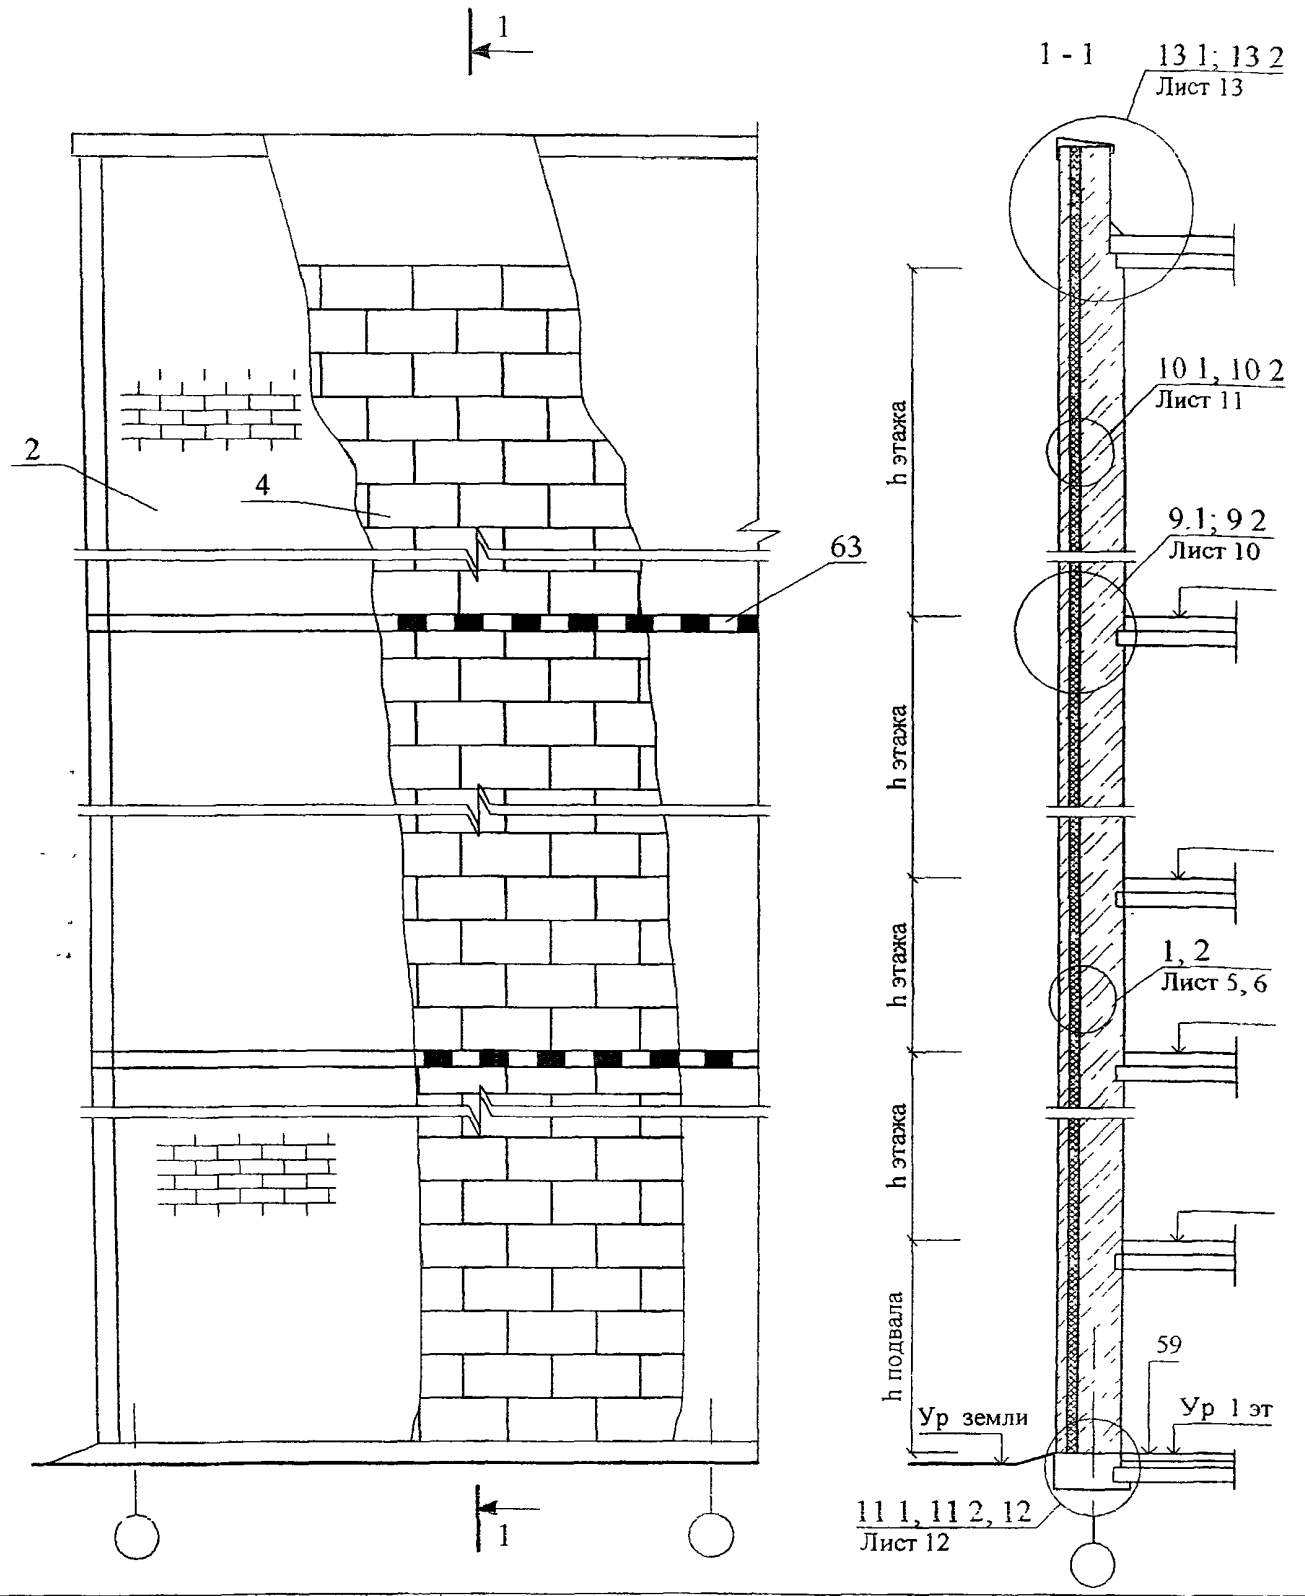 1
1 - 1
13 1; 13 2
Лист 13
10 1, 10 2
Лист 11
h этажа
2
4
9.1; 9 2
Лист 10
63
h этажа
h этажа
1, 2
Лист 5, 6
h этажа
h подвала
59
Ур земли
Ур 1 эт
11 1, 11 2, 12
Лист 12
1